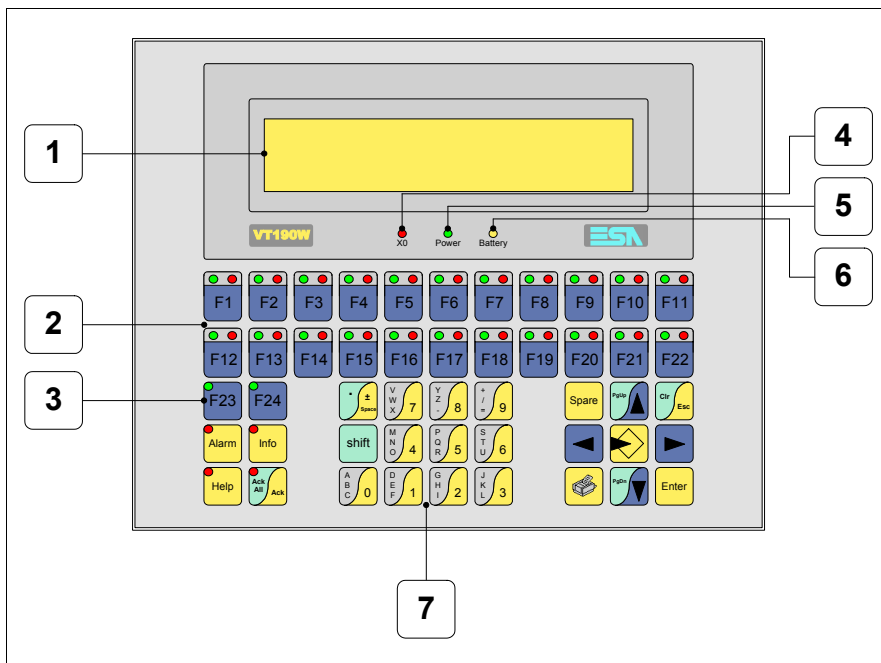 1
4
5
6
VT190W
X0 Power Battery
ESA
F1 F2 F3 F4 F5 F6 F7 F8 F9 F10 F11
2
F12 F13 F14 F15 F16 F17 F18 F19 F20 F21 F22
3
F23 F24 . ± Space V W X 7 Y Z - 8 + / = 9 Spare PgUp Clr Esc
Alarm Info shift M N O 4 P Q R 5 S T U 6
Help Ack All Ack A B C 0 D E F 1 G H I 2 J K L 3 PgDn Enter
7